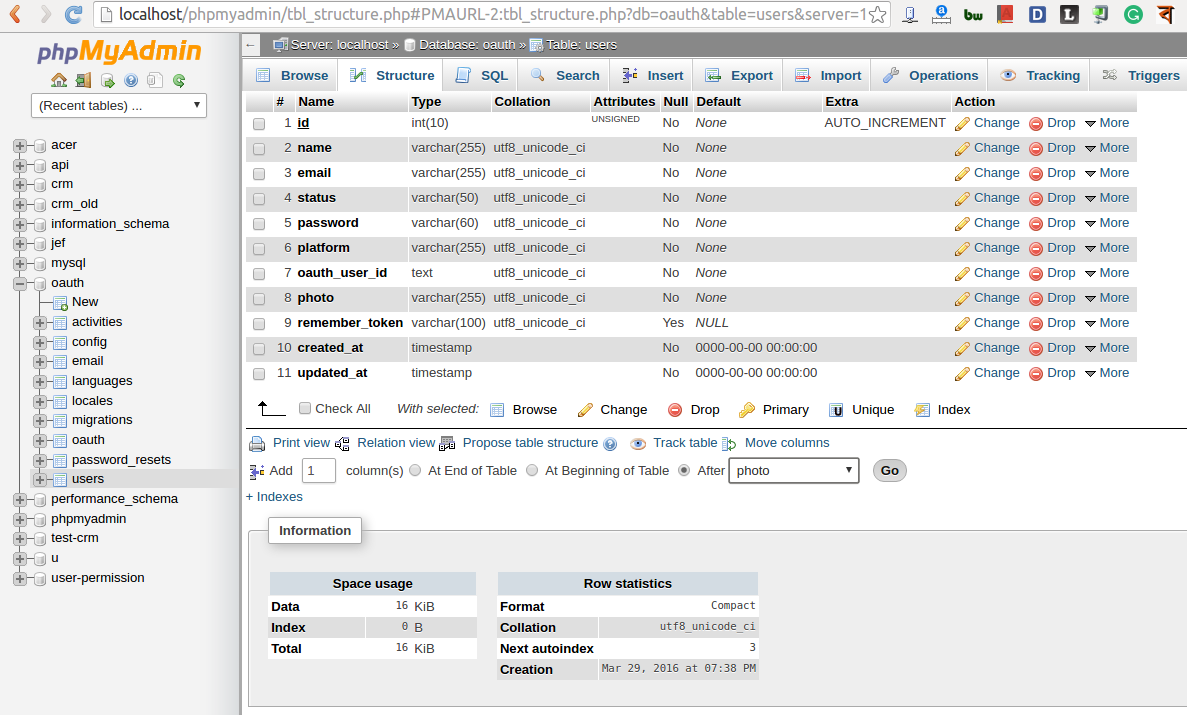 localhost/phpmyadmin/tbl_structure.php#PMAURL-2:tbl_structure.php?db=oauth&table=users&server=1
phpMyAdmin
(Recent tables) ...
acer
api
crm
crm_old
information_schema
jef
mysql
oauth
New
activities
config
email
languages
locales
migrations
oauth
password_resets
users
performance_schema
phpmyadmin
test-crm
u
user-permission
Server: localhost » Database: oauth » Table: users
Browse Structure SQL Search Insert Export Import Operations Tracking Triggers
# Name Type Collation Attributes Null Default Extra Action
1 id int(10) UNSIGNED No None AUTO_INCREMENT Change Drop More
2 name varchar(255) utf8_unicode_ci No None Change Drop More
3 email varchar(255) utf8_unicode_ci No None Change Drop More
4 status varchar(50) utf8_unicode_ci No None Change Drop More
5 password varchar(60) utf8_unicode_ci No None Change Drop More
6 platform varchar(255) utf8_unicode_ci No None Change Drop More
7 oauth_user_id text utf8_unicode_ci No None Change Drop More
8 photo varchar(255) utf8_unicode_ci No None Change Drop More
9 remember_token varchar(100) utf8_unicode_ci Yes NULL Change Drop More
10 created_at timestamp No 0000-00-00 00:00:00 Change Drop More
11 updated_at timestamp No 0000-00-00 00:00:00 Change Drop More
Check All With selected: Browse Change Drop Primary Unique Index
Print view Relation view Propose table structure Track table Move columns
Add 1 column(s) At End of Table At Beginning of Table After photo Go
+ Indexes
Information
Space usage
Data 16 KiB
Index 0 B
Total 16 KiB
Row statistics
Format Compact
Collation utf8_unicode_ci
Next autoindex 3
Creation Mar 29, 2016 at 07:38 PM